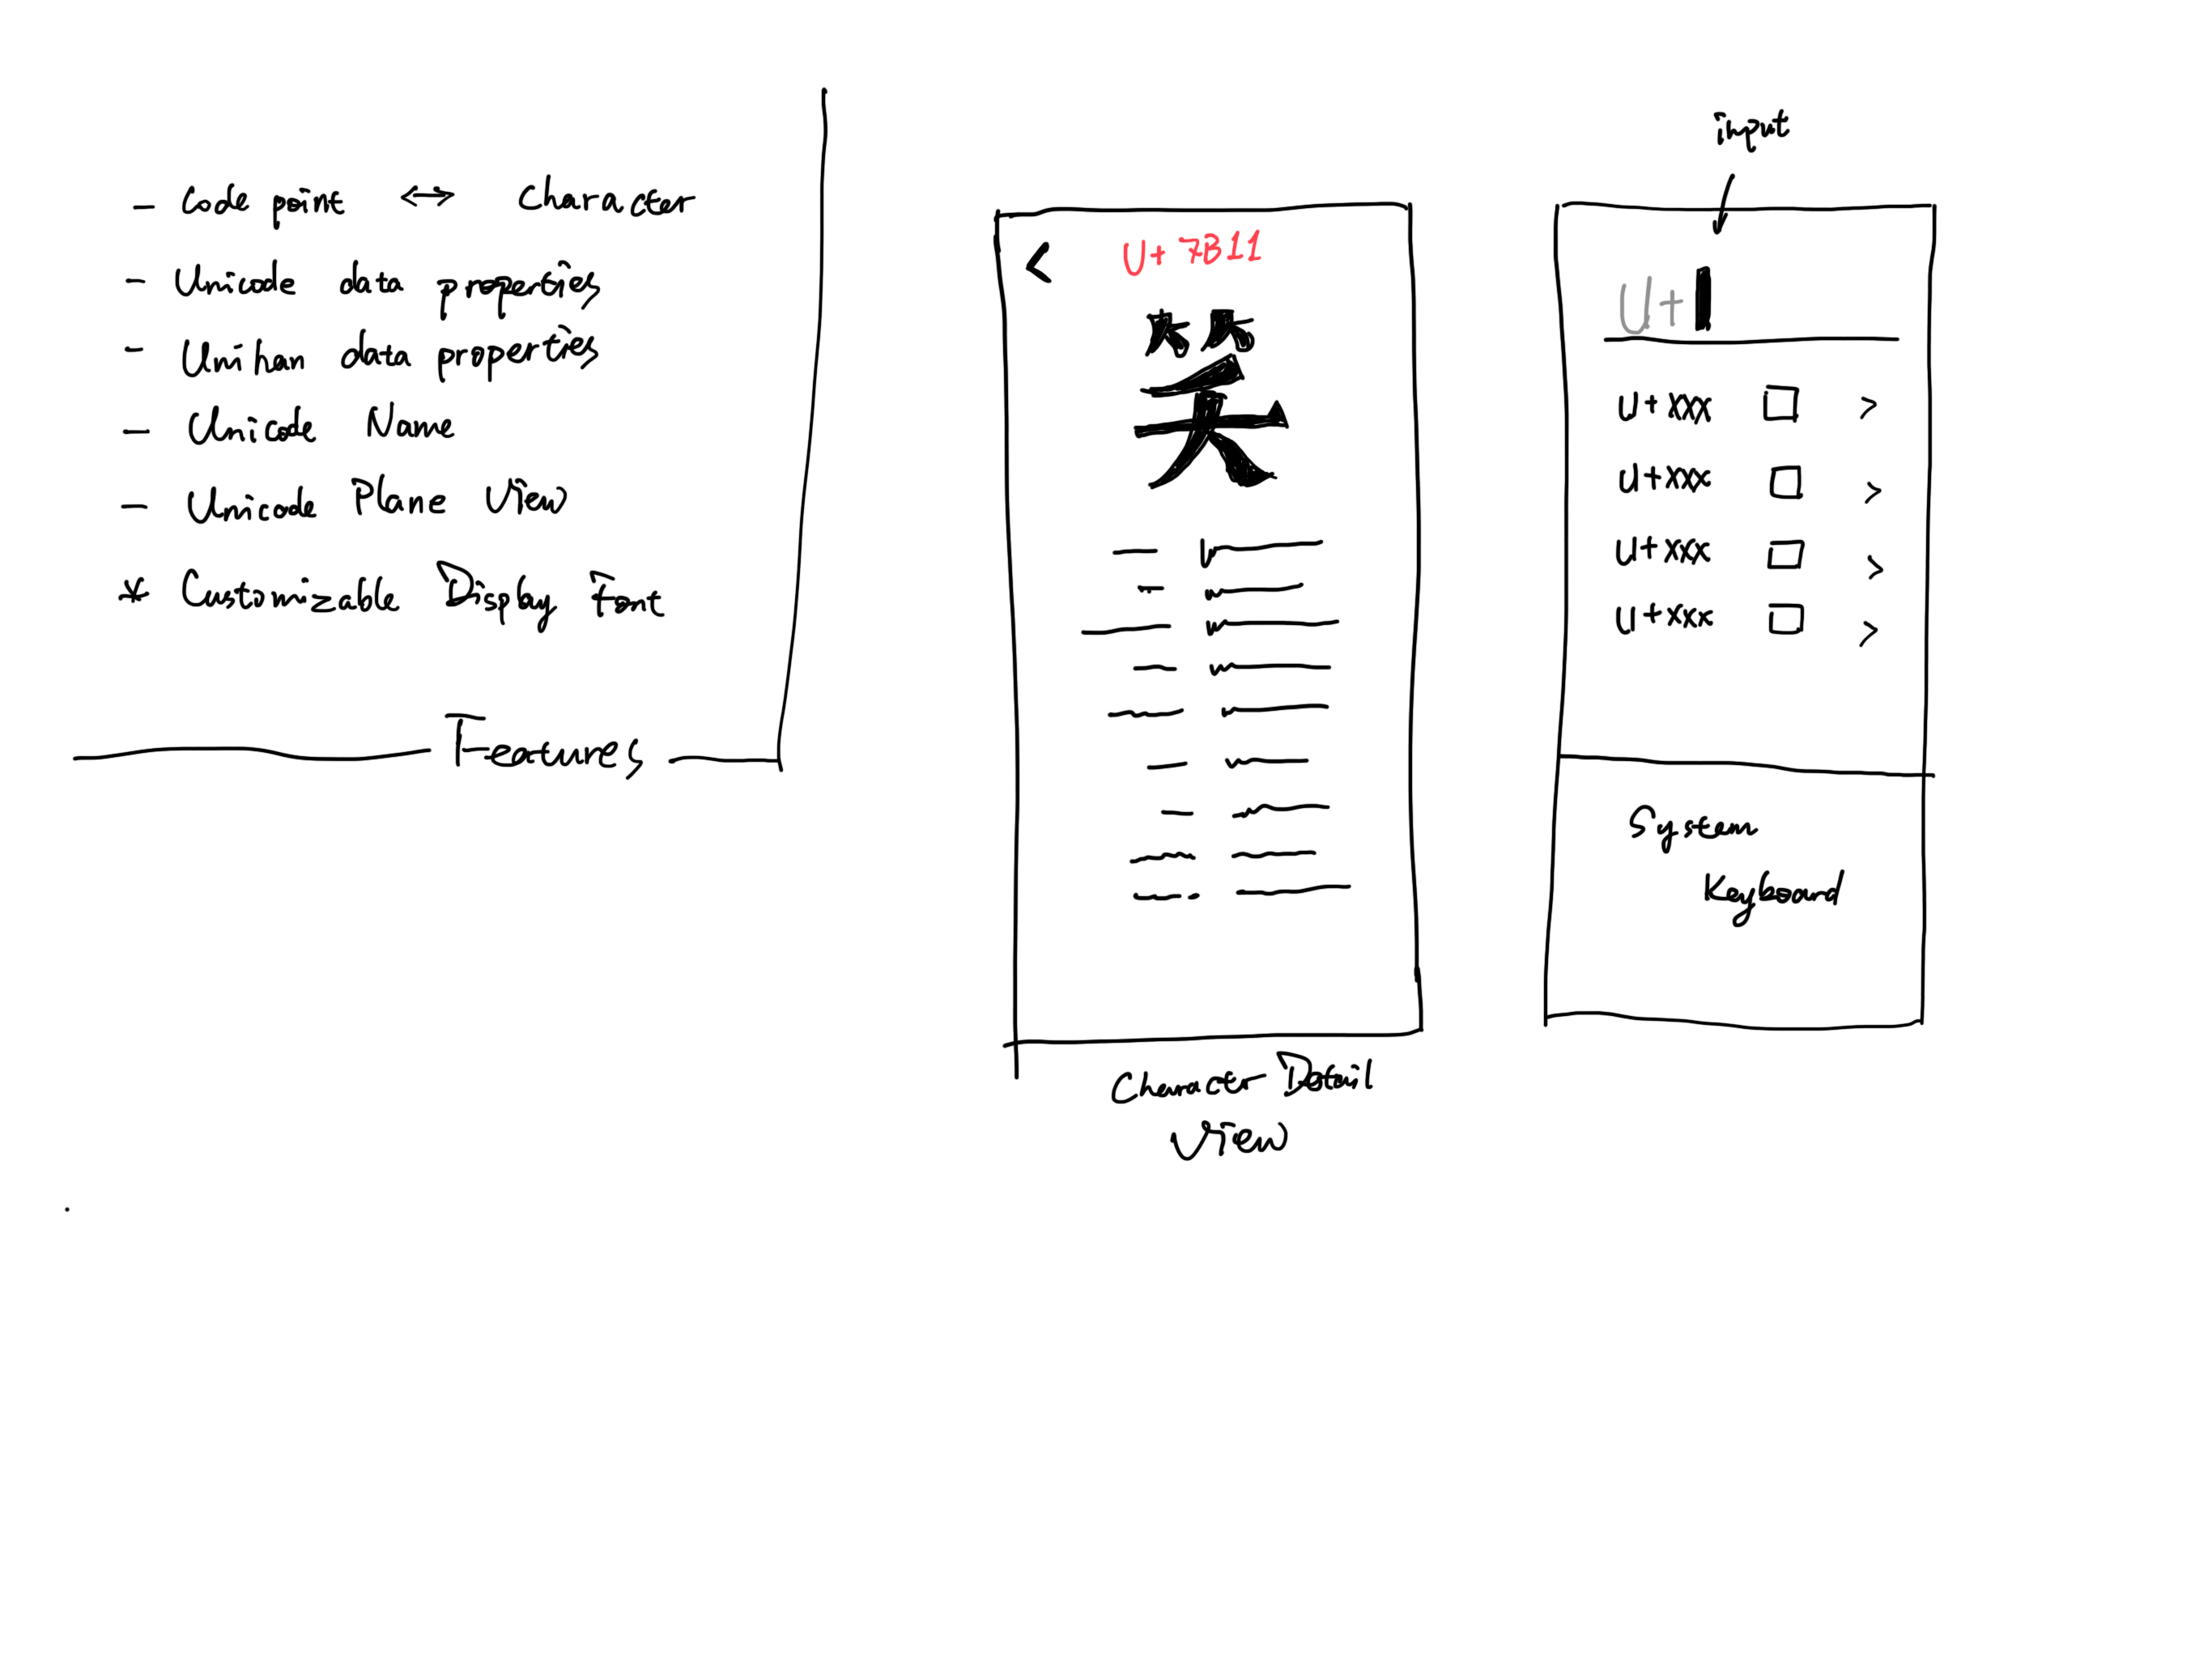 - Code point ↔ Character
- Unicode data properties
- Unihan data properties
- Unicode Name
- Unicode Plane View
* Customizable Display Font
Features
< U+7B11
笑
Character Detail
View
input
U+
U+xxx □ >
U+xxx □ >
U+xxx □ >
U+xxx □ >
System
Keyboard